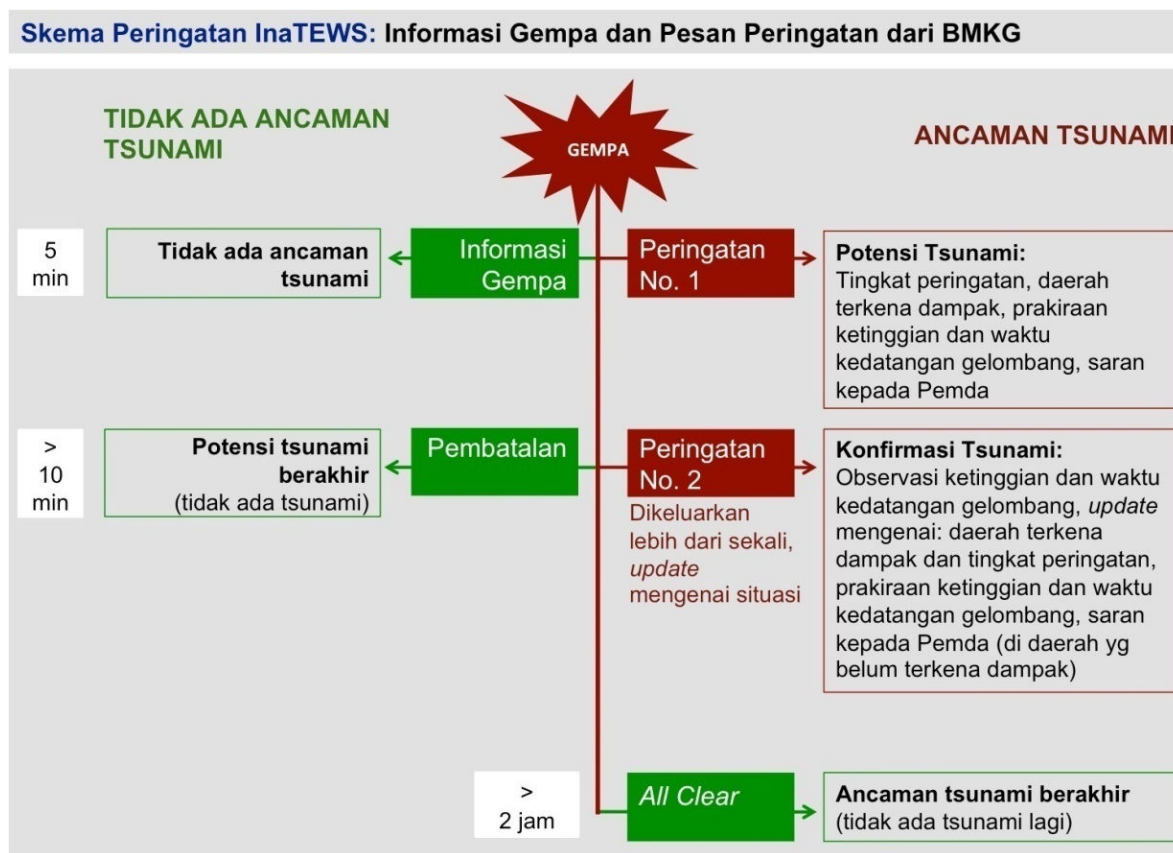 Skema Peringatan InaTEWS: Informasi Gempa dan Pesan Peringatan dari BMKG
TIDAK ADA ANCAMAN
TSUNAMI
GEMPA
ANCAMAN TSUNAMI
5
min
Tidak ada ancaman
tsunami
Informasi
Gempa
Peringatan
No. 1
Potensi Tsunami:
Tingkat peringatan, daerah
terkena dampak, prakiraan
ketinggian dan waktu
kedatangan gelombang, saran
kepada Pemda
>
10
min
Potensi tsunami
berakhir
(tidak ada tsunami)
Pembatalan
Peringatan
No. 2
Dikeluarkan
lebih dari sekali,
update
mengenai situasi
Konfirmasi Tsunami:
Observasi ketinggian dan waktu
kedatangan gelombang, update
mengenai: daerah terkena
dampak dan tingkat peringatan,
prakiraan ketinggian dan waktu
kedatangan gelombang, saran
kepada Pemda (di daerah yg
belum terkena dampak)
>
2 jam
All Clear
Ancaman tsunami berakhir
(tidak ada tsunami lagi)